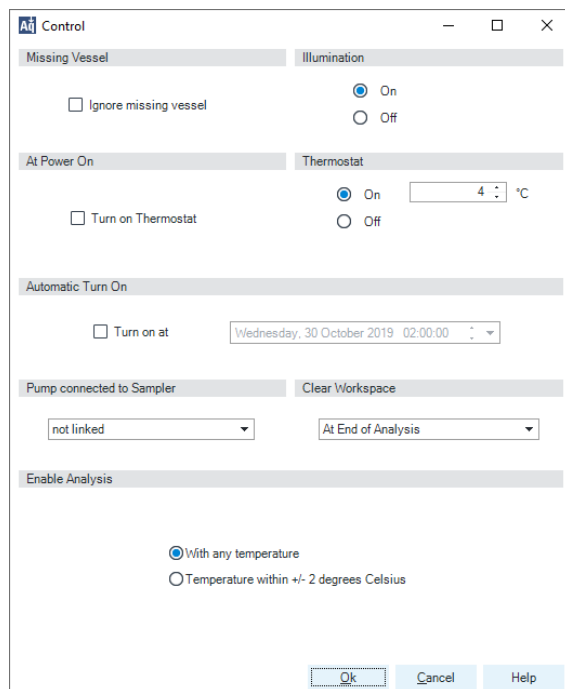 Control
Missing Vessel
Illumination
Ignore missing vessel
On
Off
At Power On
Thermostat
Turn on Thermostat
On 4 °C
Off
Automatic Turn On
Turn on at Wednesday, 30 October 2019 02:00:00
Pump connected to Sampler
Clear Workspace
not linked
At End of Analysis
Enable Analysis
With any temperature
Temperature within +/- 2 degrees Celsius
Ok Cancel Help